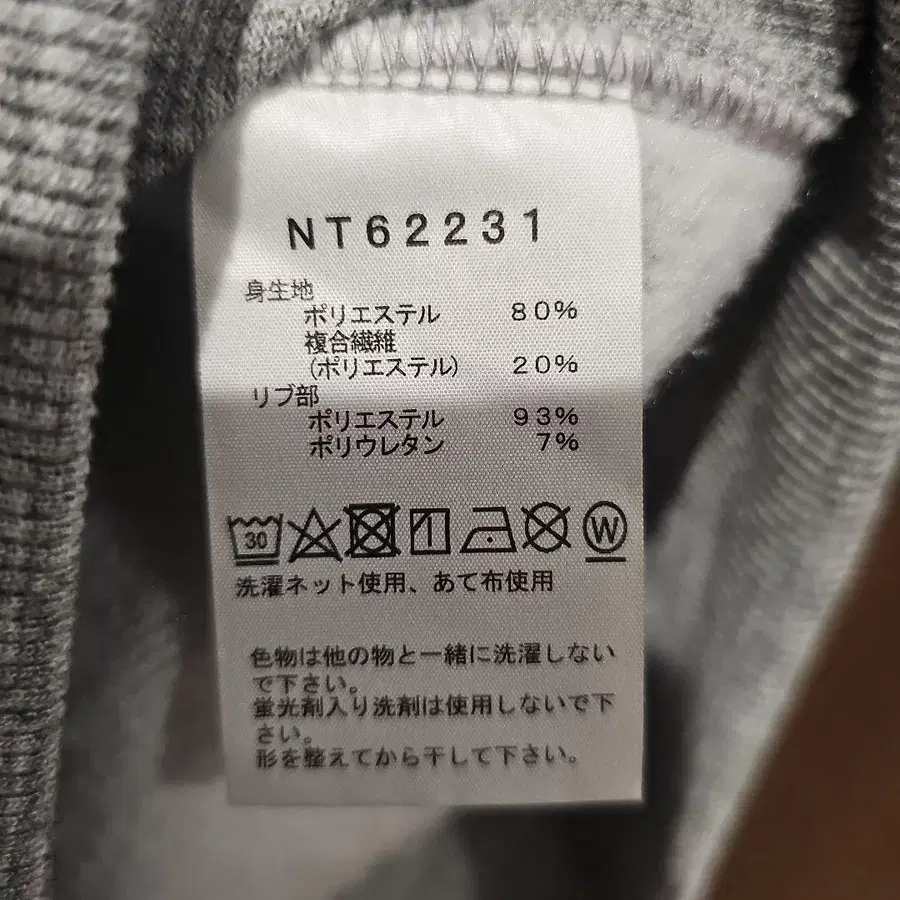 NT62231
身生地
ポリエステル 80%
複合繊維
(ポリエステル) 20%
リブ部
ポリエステル 93%
ポリウレタン 7%
30 W
洗濯ネット使用、あて布使用
色物は他の物と一緒に洗濯しない
で下さい。
蛍光剤入り洗剤は使用しないで下
さい。
形を整えてから干して下さい。